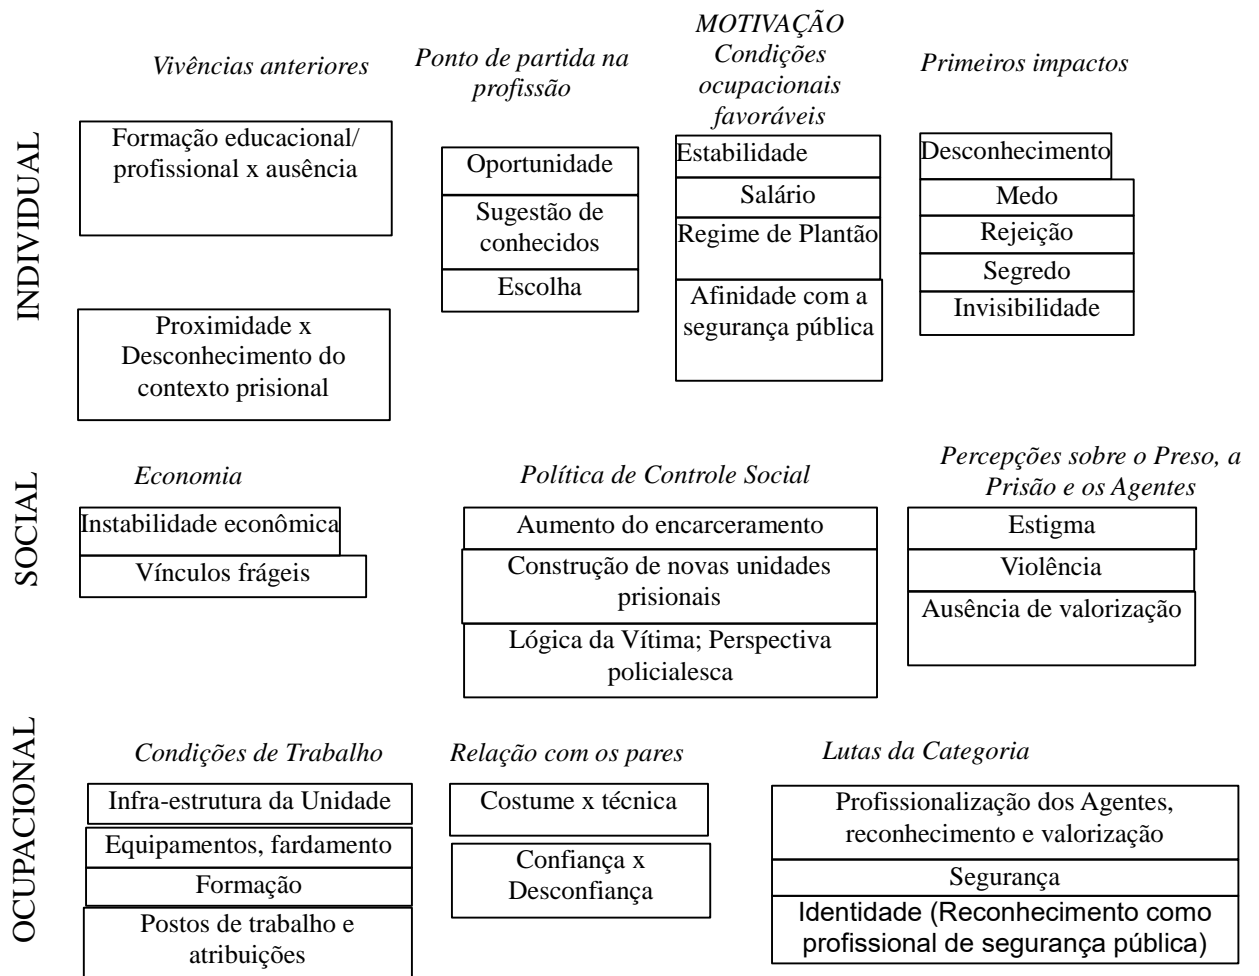 INDIVIDUAL
Vivências anteriores
Formação educacional/
profissional x ausência
Proximidade x
Desconhecimento do
contexto prisional
Ponto de partida na
profissão
Oportunidade
Sugestão de
conhecidos
Escolha
MOTIVAÇÃO
Condições
ocupacionais
favoráveis
Estabilidade
Salário
Regime de Plantão
Afinidade com a
segurança pública
Primeiros impactos
Desconhecimento
Medo
Rejeição
Segredo
Invisibilidade
SOCIAL
Economia
Instabilidade econômica
Vínculos frágeis
Política de Controle Social
Aumento do encarceramento
Construção de novas unidades
prisionais
Lógica da Vítima; Perspectiva
policialesca
Percepções sobre o Preso, a
Prisão e os Agentes
Estigma
Violência
Ausência de valorização
OCUPACIONAL
Condições de Trabalho
Infra-estrutura da Unidade
Equipamentos, fardamento
Formação
Postos de trabalho e
atribuições
Relação com os pares
Costume x técnica
Confiança x
Desconfiança
Lutas da Categoria
Profissionalização dos Agentes,
reconhecimento e valorização
Segurança
Identidade (Reconhecimento como
profissional de segurança pública)